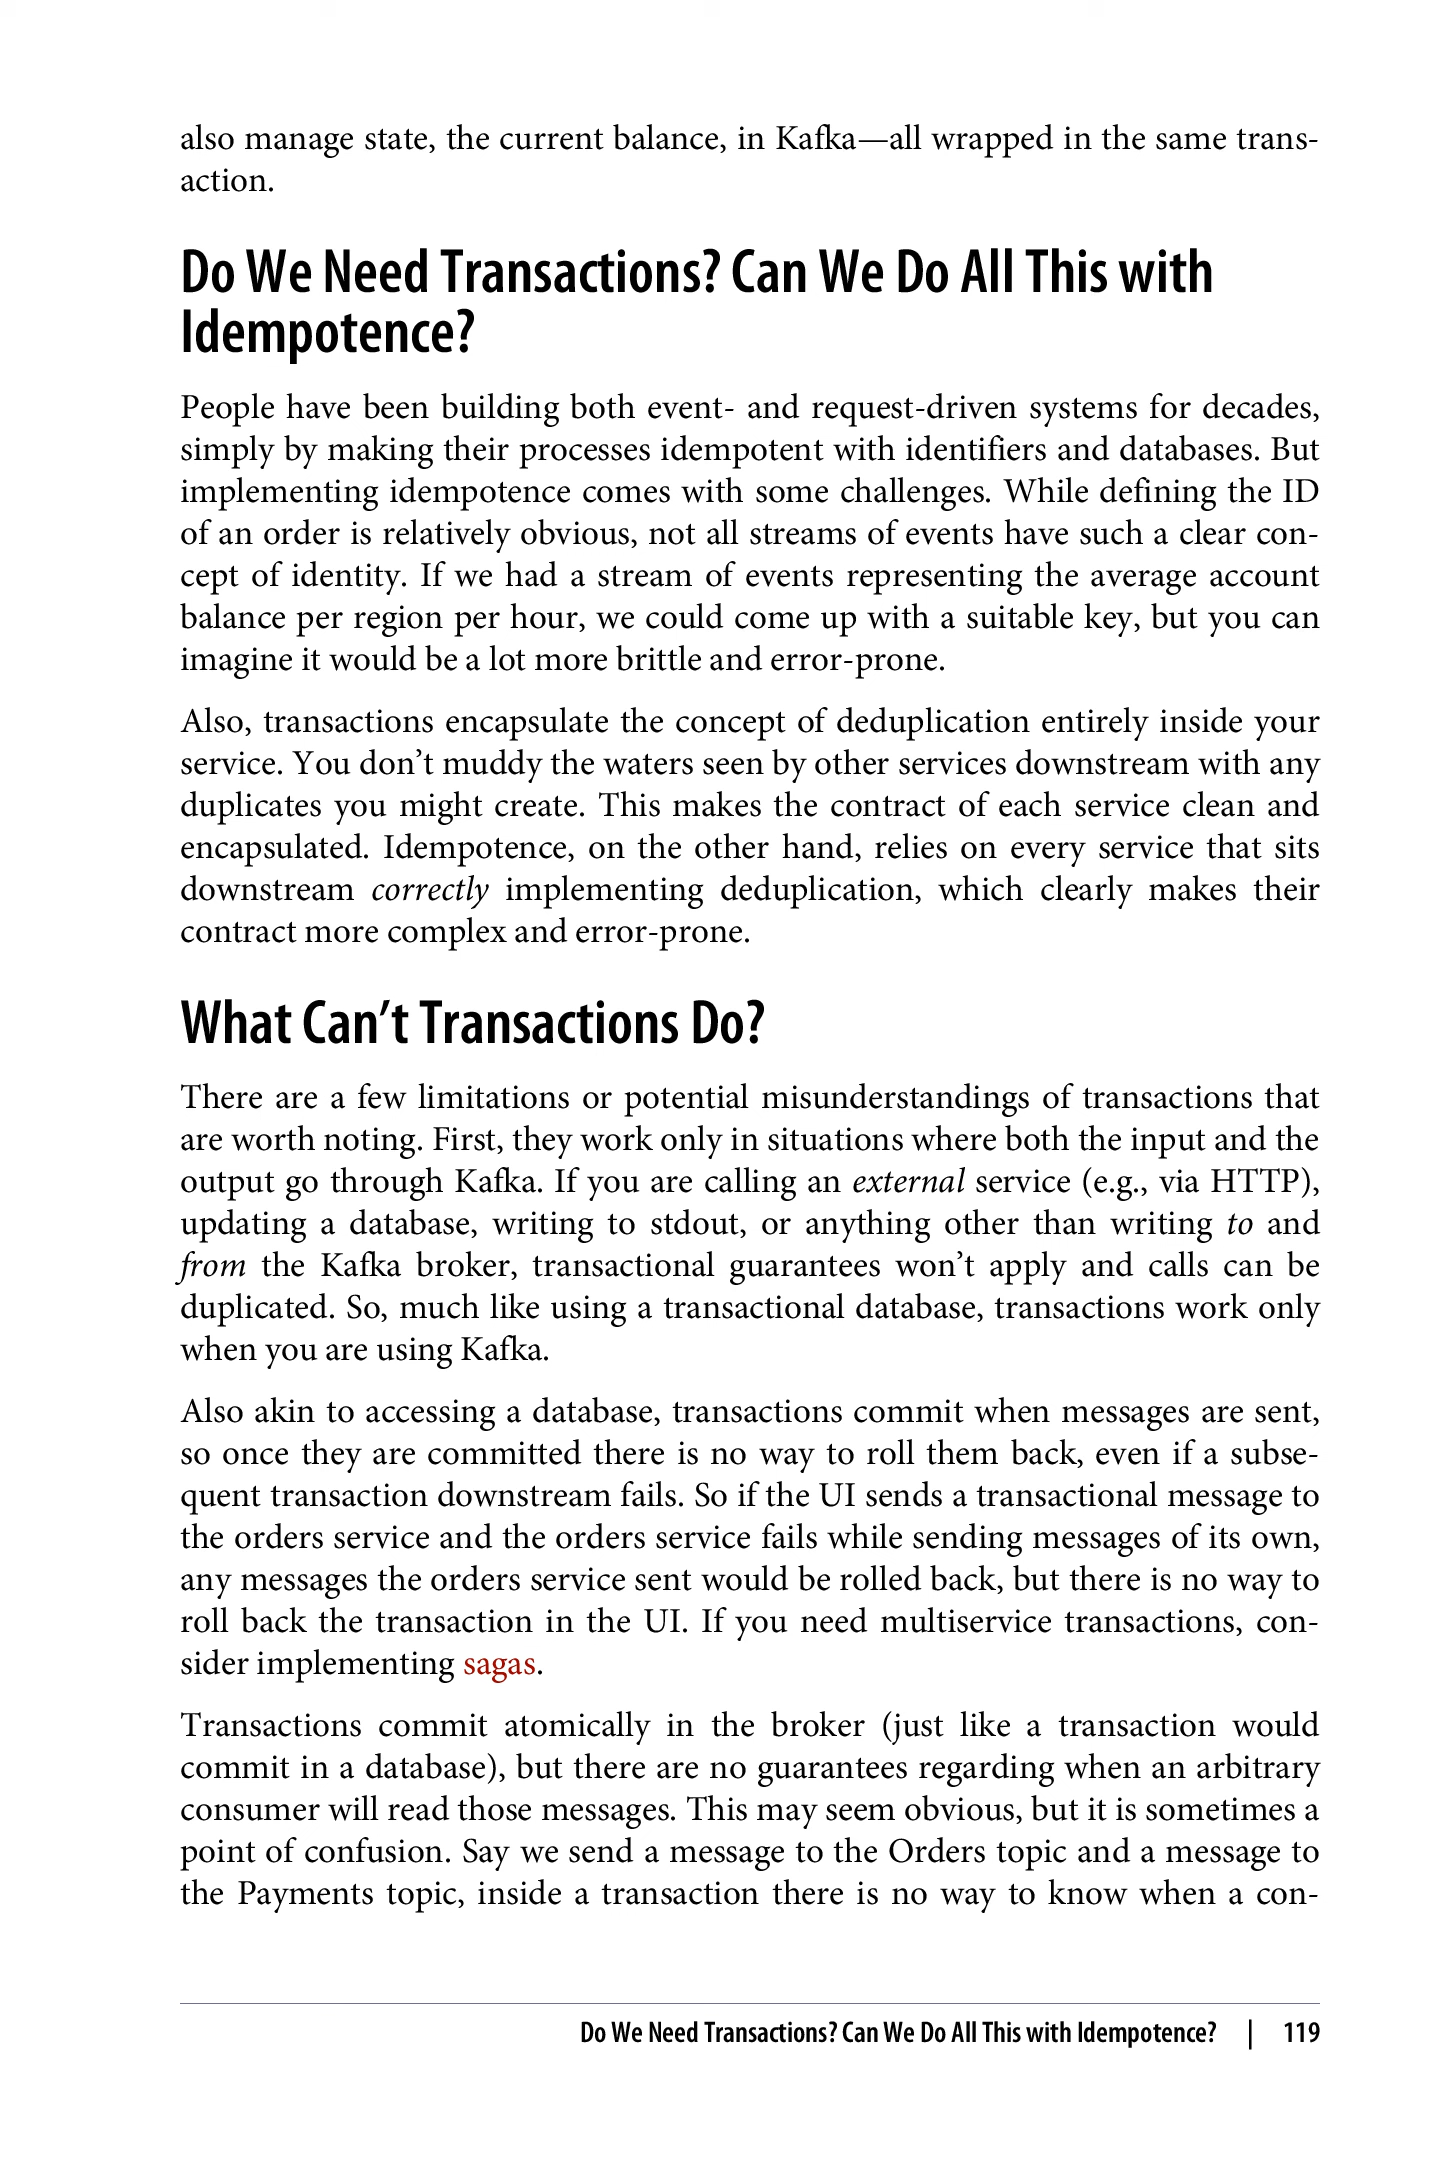 also manage state, the current balance, in Kafka—all wrapped in the same trans-
action.
Do We Need Transactions? Can We Do All This with
Idempotence?
People have been building both event- and request-driven systems for decades,
simply by making their processes idempotent with identifiers and databases. But
implementing idempotence comes with some challenges. While defining the ID
of an order is relatively obvious, not all streams of events have such a clear con-
cept of identity. If we had a stream of events representing the average account
balance per region per hour, we could come up with a suitable key, but you can
imagine it would be a lot more brittle and error-prone.
Also, transactions encapsulate the concept of deduplication entirely inside your
service. You don’t muddy the waters seen by other services downstream with any
duplicates you might create. This makes the contract of each service clean and
encapsulated. Idempotence, on the other hand, relies on every service that sits
downstream correctly implementing deduplication, which clearly makes their
contract more complex and error-prone.
What Can’t Transactions Do?
There are a few limitations or potential misunderstandings of transactions that
are worth noting. First, they work only in situations where both the input and the
output go through Kafka. If you are calling an external service (e.g., via HTTP),
updating a database, writing to stdout, or anything other than writing to and
from the Kafka broker, transactional guarantees won’t apply and calls can be
duplicated. So, much like using a transactional database, transactions work only
when you are using Kafka.
Also akin to accessing a database, transactions commit when messages are sent,
so once they are committed there is no way to roll them back, even if a subse-
quent transaction downstream fails. So if the UI sends a transactional message to
the orders service and the orders service fails while sending messages of its own,
any messages the orders service sent would be rolled back, but there is no way to
roll back the transaction in the UI. If you need multiservice transactions, con-
sider implementing sagas.
Transactions commit atomically in the broker (just like a transaction would
commit in a database), but there are no guarantees regarding when an arbitrary
consumer will read those messages. This may seem obvious, but it is sometimes a
point of confusion. Say we send a message to the Orders topic and a message to
the Payments topic, inside a transaction there is no way to know when a con-
Do We Need Transactions? Can We Do All This with Idempotence? | 119